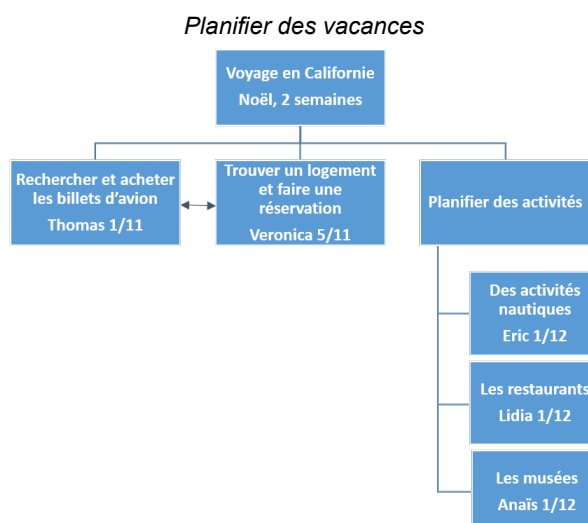 Planifier des vacances
Voyage en Californie
Noël, 2 semaines
Rechercher et acheter
les billets d’avion
Thomas 1/11
Trouver un logement
et faire une
réservation
Veronica 5/11
Planifier des activités
Des activités
nautiques
Eric 1/12
Les restaurants
Lidia 1/12
Les musées
Anaïs 1/12